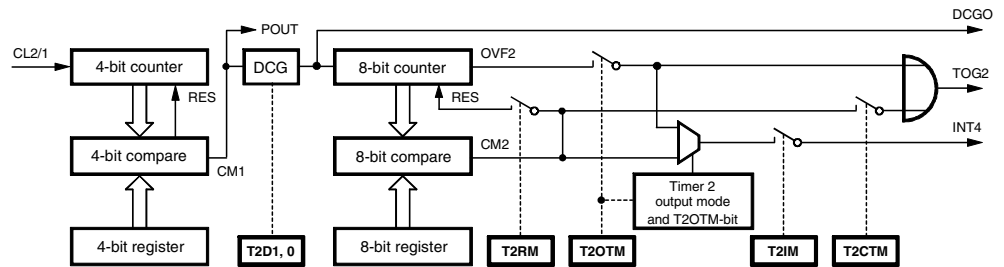 DCGO
POUT
CL2/1
4-bit counter
DCG
8-bit counter
OVF2
TOG2
RES
RES
4-bit compare
CM1
8-bit compare
CM2
INT4
Timer 2
output mode
and T2OTM-bit
4-bit register
T2D1, 0
8-bit register
T2RM
T2OTM
T2IM
T2CTM